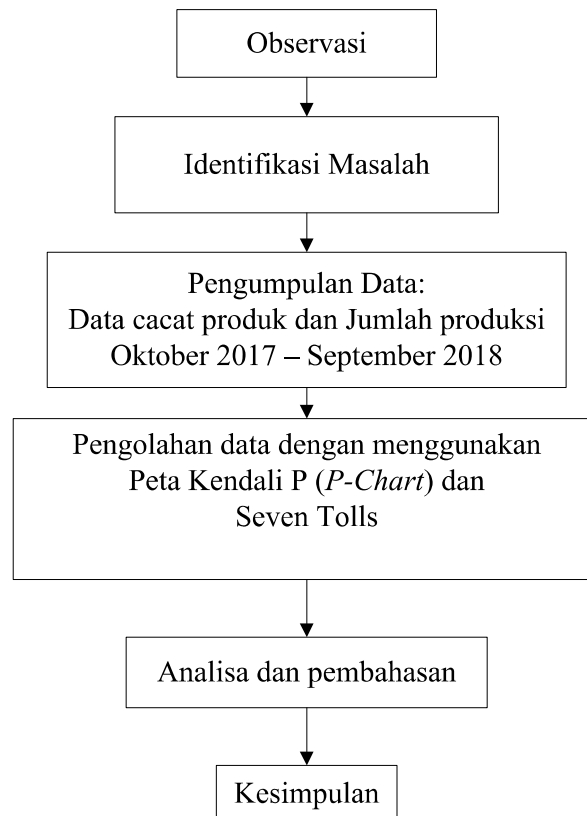 Observasi
Identifikasi Masalah
Pengumpulan Data:
Data cacat produk dan Jumlah produksi
Oktober 2017 – September 2018
Pengolahan data dengan menggunakan
Peta Kendali P (P-Chart) dan
Seven Tolls
Analisa dan pembahasan
Kesimpulan